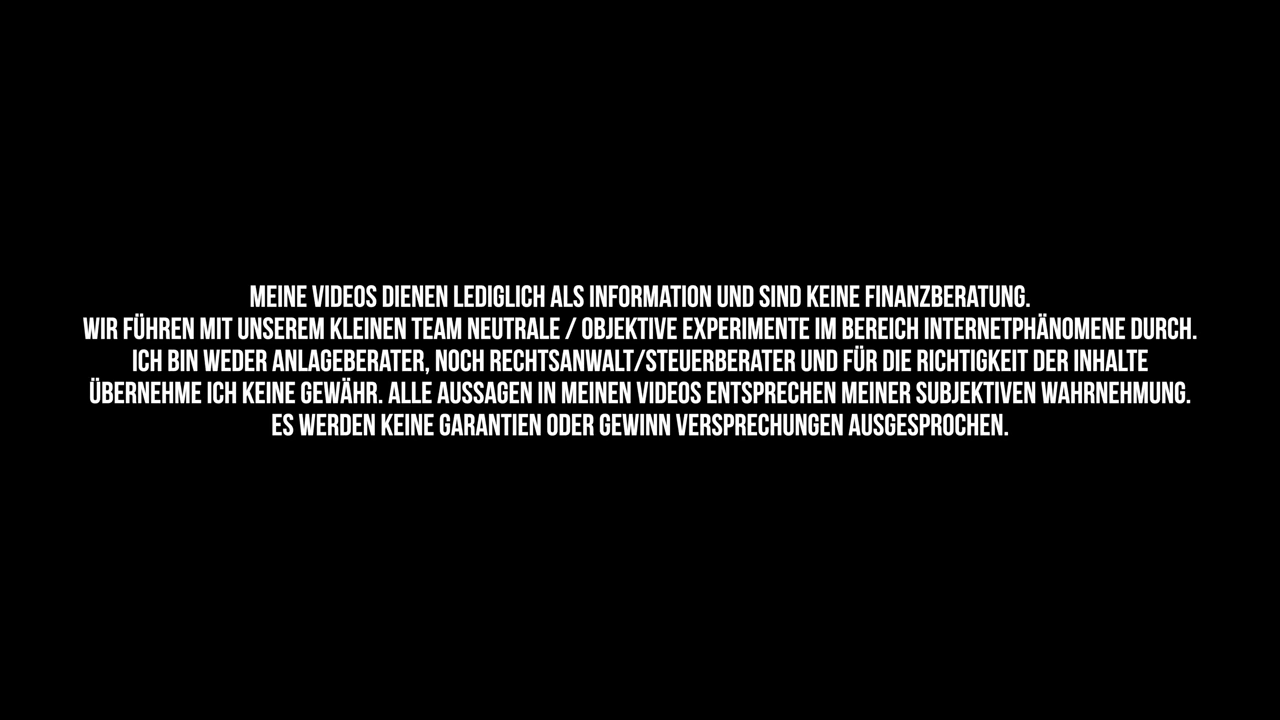 MEINE VIDEOS DIENEN LEDIGLICH ALS INFORMATION UND SIND KEINE FINANZBERATUNG.
WIR FÜHREN MIT UNSEREM KLEINEN TEAM NEUTRALE / OBJEKTIVE EXPERIMENTE IM BEREICH INTERNETPHÄNOMENE DURCH.
ICH BIN WEDER ANLAGEBERATER, NOCH RECHTSANWALT/STEUERBERATER UND FÜR DIE RICHTIGKEIT DER INHALTE
ÜBERNEHME ICH KEINE GEWÄHR. ALLE AUSSAGEN IN MEINEN VIDEOS ENTSPRECHEN MEINER SUBJEKTIVEN WAHRNEHMUNG.
ES WERDEN KEINE GARANTIEN ODER GEWINN VERSPRECHUNGEN AUSGESPROCHEN.